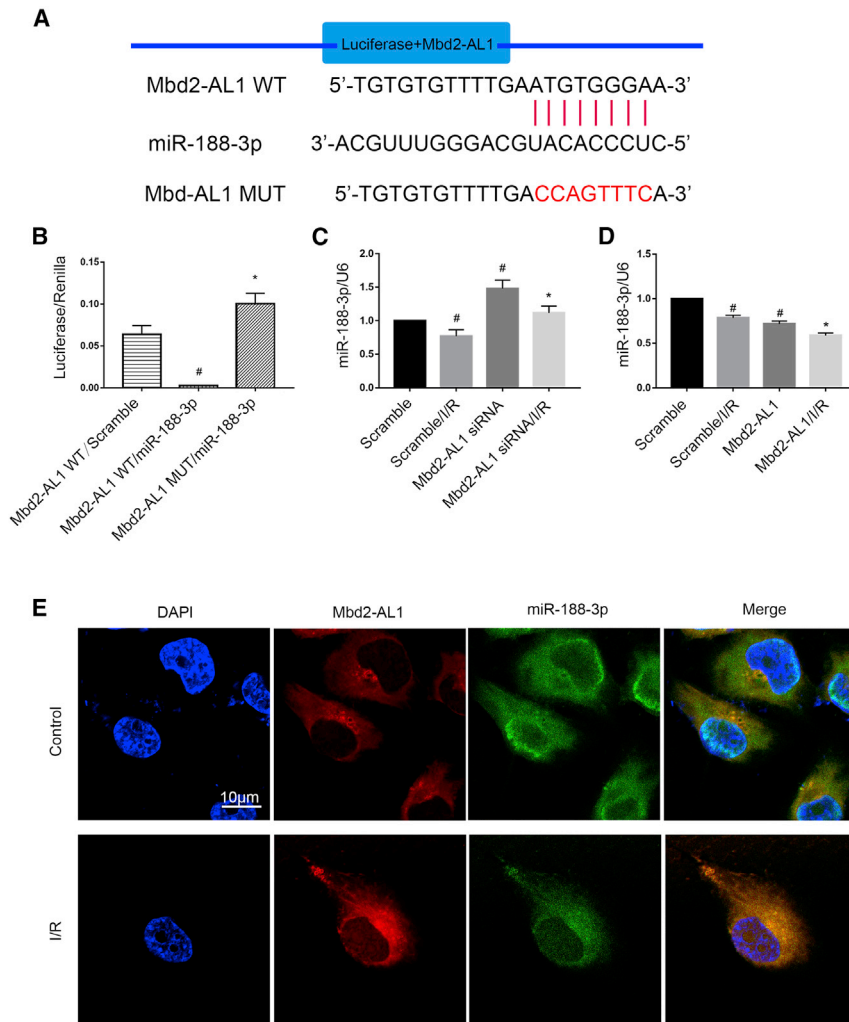 A
Luciferase+Mbd2-AL1
Mbd2-AL1 WT 5'-TGTGTGTTTTGAATGTGGGAA-3'
miR-188-3p 3'-ACGUUUGGGACGUACACCCUC-5'
Mbd-AL1 MUT 5'-TGTGTGTTTTGACCAGTTTCA-3'
B
Luciferase/Renilla
0.15
0.10
0.05
0.00
#
*
Mbd2-AL1 WT/Scramble
Mbd2-AL1 WT/miR-188-3p
Mbd2-AL1 MUT/miR-188-3p
C
miR-188-3p/U6
2.0
1.5
1.0
0.5
0.0
#
#
*
Scramble
Scramble/I/R
Mbd2-AL1 siRNA
Mbd2-AL1 siRNA/I/R
D
miR-188-3p/U6
1.5
1.0
0.5
0.0
#
#
*
Scramble
Scramble/I/R
Mbd2-AL1
Mbd2-AL1/I/R
E
DAPI Mbd2-AL1 miR-188-3p Merge
Control
10μm
I/R